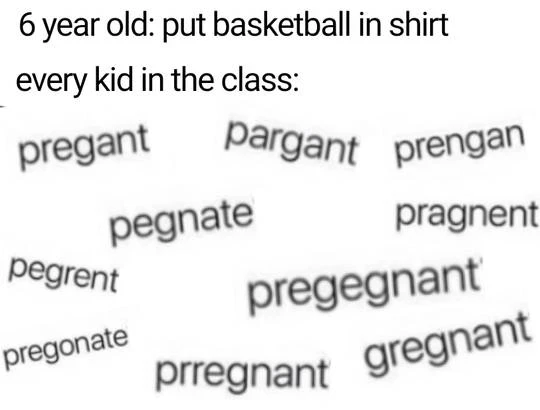 6 year old: put basketball in shirt
every kid in the class:
pregant pargant prengan
pegnate pragnent
pegrent pregegnant
pregonate prregnant gregnant